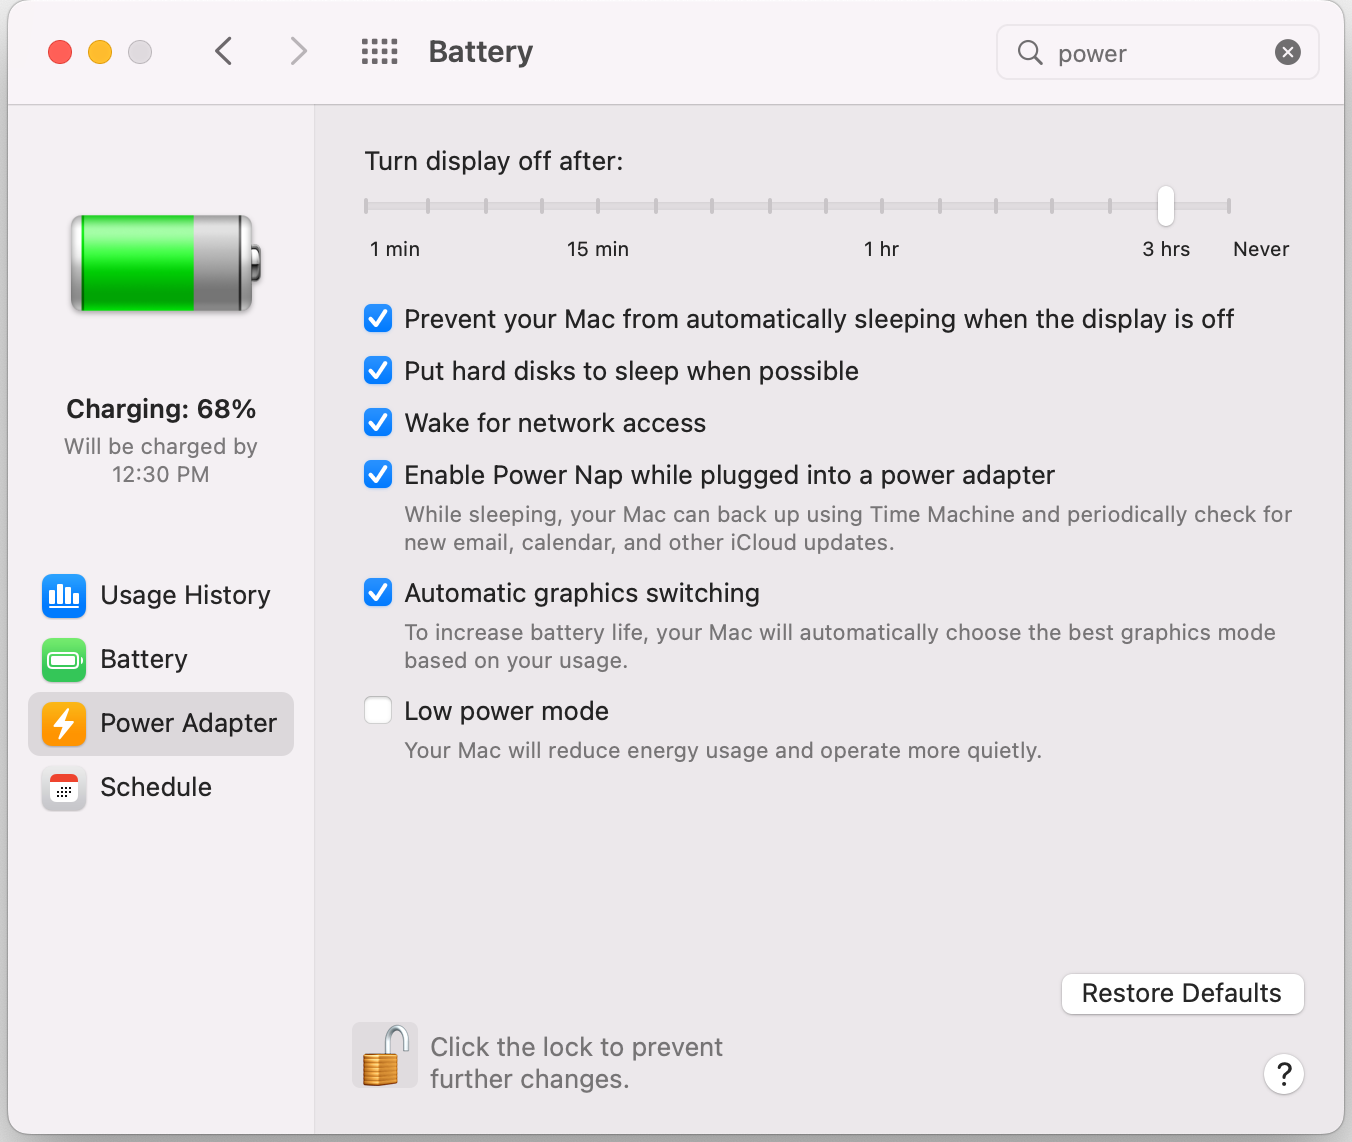 Battery
power
Turn display off after:
1 min 15 min 1 hr 3 hrs Never
Charging: 68%
Will be charged by
12:30 PM
Usage History
Battery
Power Adapter
Schedule
Prevent your Mac from automatically sleeping when the display is off
Put hard disks to sleep when possible
Wake for network access
Enable Power Nap while plugged into a power adapter
While sleeping, your Mac can back up using Time Machine and periodically check for
new email, calendar, and other iCloud updates.
Automatic graphics switching
To increase battery life, your Mac will automatically choose the best graphics mode
based on your usage.
Low power mode
Your Mac will reduce energy usage and operate more quietly.
Restore Defaults
Click the lock to prevent
further changes.
?